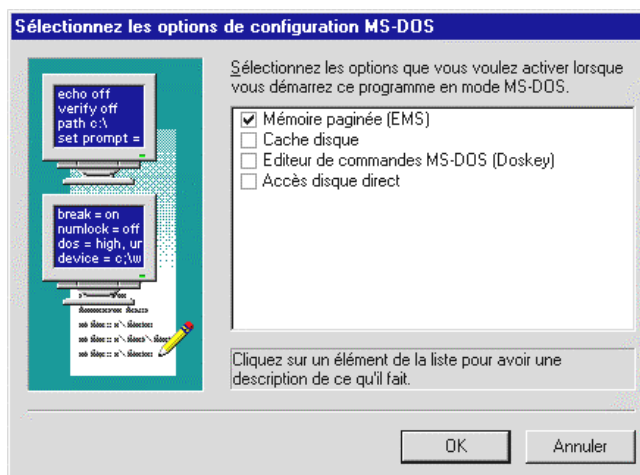 Sélectionnez les options de configuration MS-DOS
echo off
verify off
path c:\
set prompt =
break = on
numlock = off
dos = high, ur
device = c;\w
Sélectionnez les options que vous voulez activer lorsque
vous démarrez ce programme en mode MS-DOS.
Mémoire paginée (EMS)
Cache disque
Editeur de commandes MS-DOS (Doskey)
Accès disque direct
Cliquez sur un élément de la liste pour avoir une
description de ce qu'il fait.
OK
Annuler